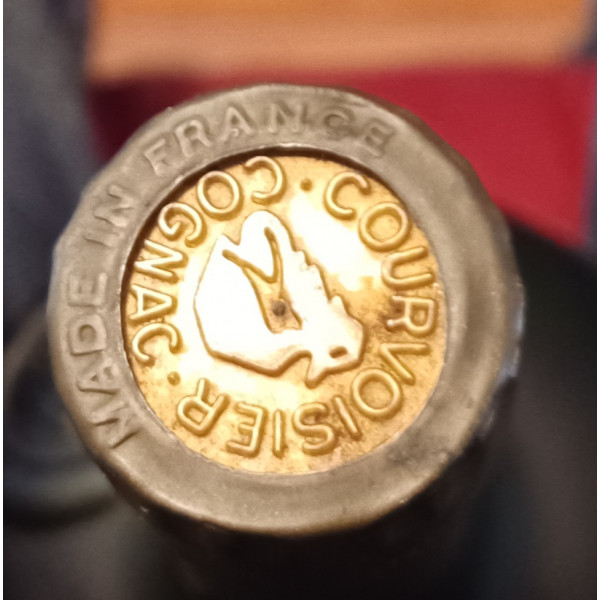 MADE IN FRANCE
COURVOISIER · COGNAC ·